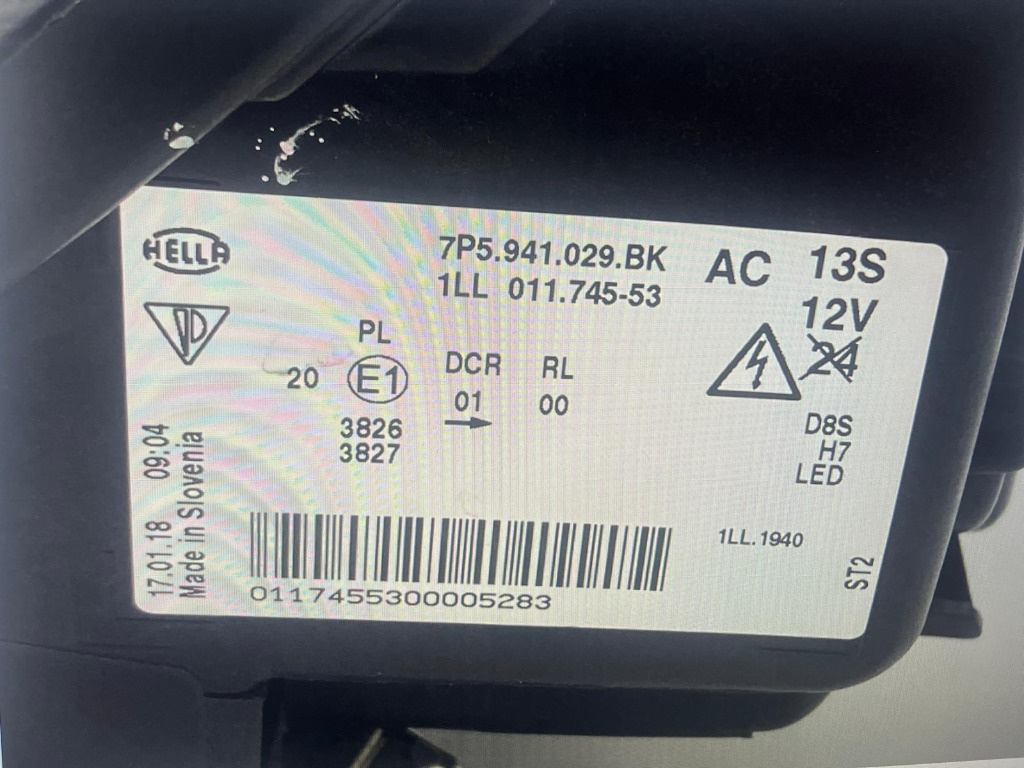 HELLA
7P5.941.029.BK
1LL 011.745-53
AC 13S
12V
24
PL
20 E1
3826
3827
DCR
01
RL
00
D8S
H7
LED
17.01.18 09:04
Made in Slovenia
1LL.1940
ST2
0117455300005283